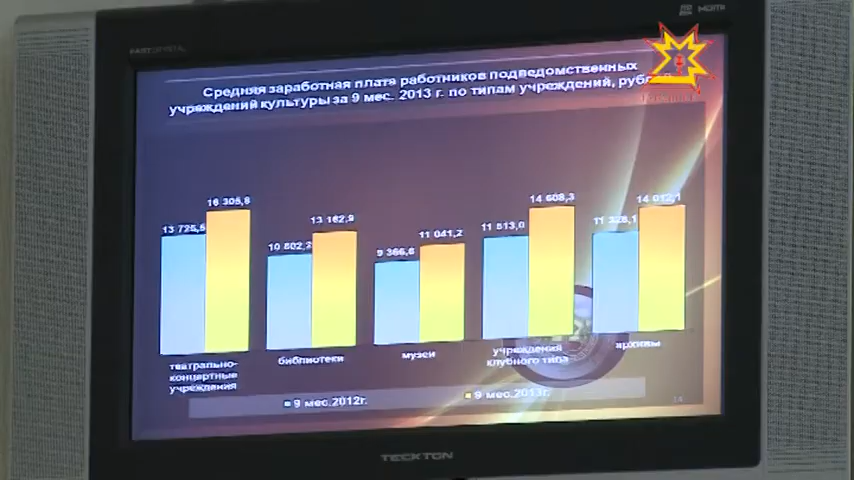 FASTCRYSTAL
HDMI
Средняя заработная плата работников подведомственных
учреждений культуры за 9 мес. 2013 г. по типам учреждений,
16 305,8
13 725,5
13 162,9
10 802,2
11 041,2
9 366,8
14 608,3
11 813,0
14 012,1
11 328,1
театрально-
концертные
учреждения
библиотеки
музеи
учреждения
клубного типа
архивы
9 мес.2012г.
9 мес.2013г.
TECKTON